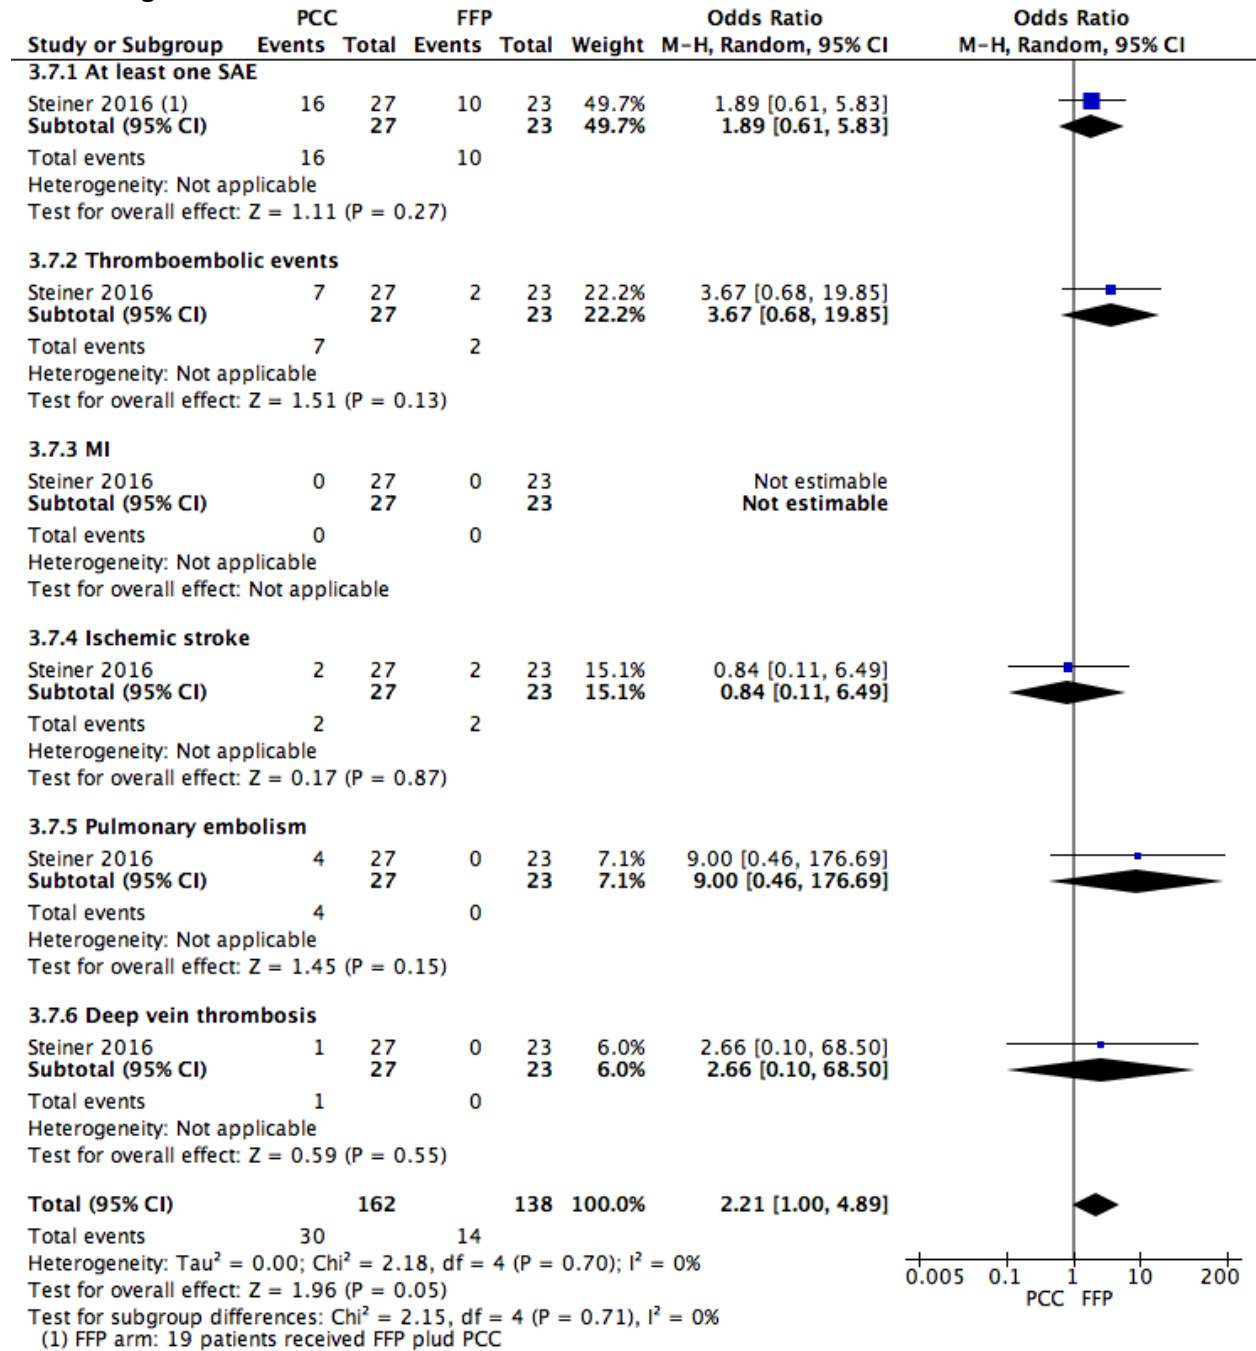 PCC FFP Odds Ratio Odds Ratio
Study or Subgroup Events Total Events Total Weight M-H, Random, 95% CI M-H, Random, 95% CI
3.7.1 At least one SAE
Steiner 2016 (1) 16 27 10 23 49.7% 1.89 [0.61, 5.83]
Subtotal (95% CI) 27 23 49.7% 1.89 [0.61, 5.83]
Total events 16 10
Heterogeneity: Not applicable
Test for overall effect: Z = 1.11 (P = 0.27)
3.7.2 Thromboembolic events
Steiner 2016 7 27 2 23 22.2% 3.67 [0.68, 19.85]
Subtotal (95% CI) 27 23 22.2% 3.67 [0.68, 19.85]
Total events 7 2
Heterogeneity: Not applicable
Test for overall effect: Z = 1.51 (P = 0.13)
3.7.3 MI
Steiner 2016 0 27 0 23 Not estimable
Subtotal (95% CI) 27 23 Not estimable
Total events 0 0
Heterogeneity: Not applicable
Test for overall effect: Not applicable
3.7.4 Ischemic stroke
Steiner 2016 2 27 2 23 15.1% 0.84 [0.11, 6.49]
Subtotal (95% CI) 27 23 15.1% 0.84 [0.11, 6.49]
Total events 2 2
Heterogeneity: Not applicable
Test for overall effect: Z = 0.17 (P = 0.87)
3.7.5 Pulmonary embolism
Steiner 2016 4 27 0 23 7.1% 9.00 [0.46, 176.69]
Subtotal (95% CI) 27 23 7.1% 9.00 [0.46, 176.69]
Total events 4 0
Heterogeneity: Not applicable
Test for overall effect: Z = 1.45 (P = 0.15)
3.7.6 Deep vein thrombosis
Steiner 2016 1 27 0 23 6.0% 2.66 [0.10, 68.50]
Subtotal (95% CI) 27 23 6.0% 2.66 [0.10, 68.50]
Total events 1 0
Heterogeneity: Not applicable
Test for overall effect: Z = 0.59 (P = 0.55)
Total (95% CI) 162 138 100.0% 2.21 [1.00, 4.89]
Total events 30 14
Heterogeneity: Tau² = 0.00; Chi² = 2.18, df = 4 (P = 0.70); I² = 0%
Test for overall effect: Z = 1.96 (P = 0.05)
Test for subgroup differences: Chi² = 2.15, df = 4 (P = 0.71), I² = 0%
(1) FFP arm: 19 patients received FFP plud PCC
0.005 0.1 1 10 200
PCC FFP